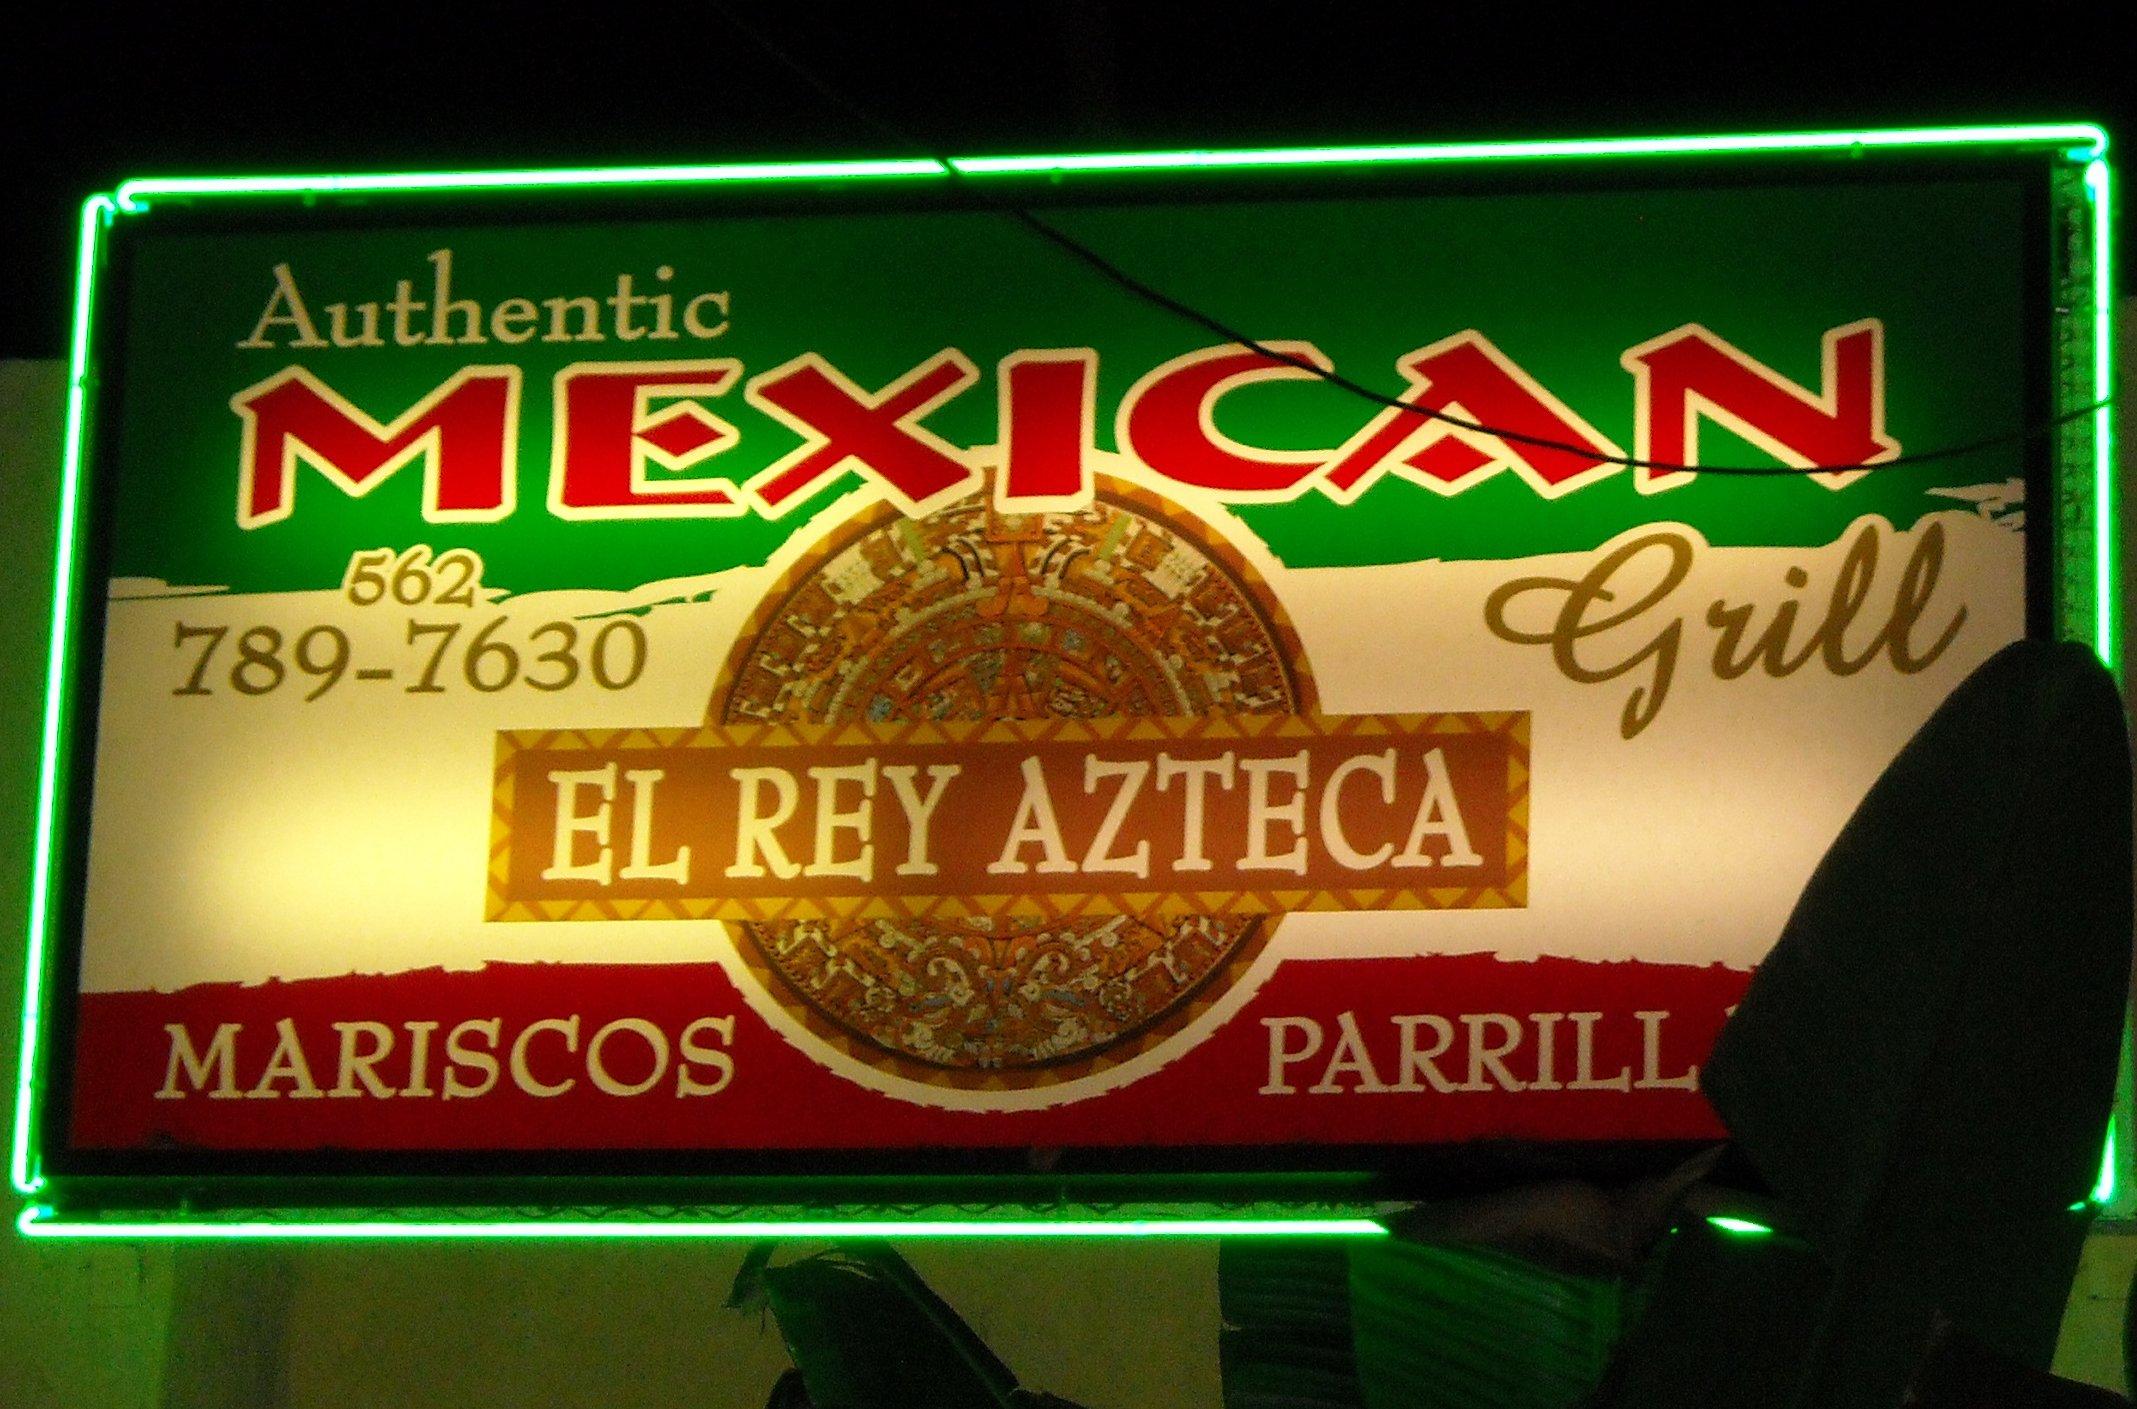 Authentic
MEXICAN
Grill
562
789-7630
EL REY AZTECA
MARISCOS